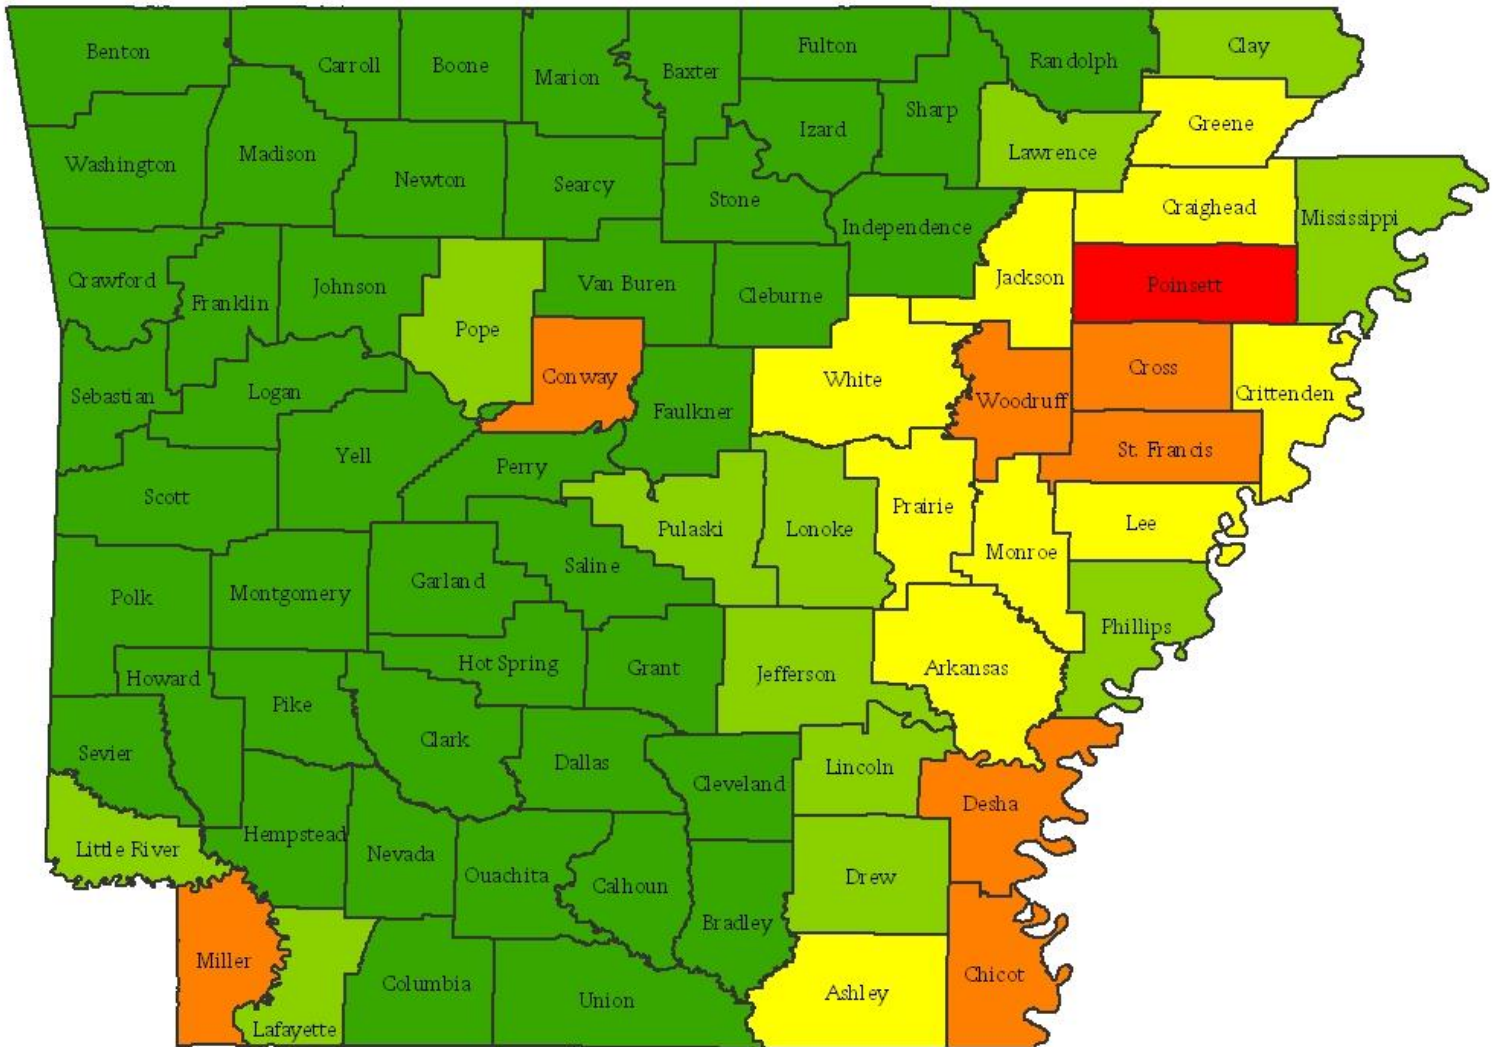 Benton
Carroll
Boone
Marion
Baxter
Fulton
Randolph
Clay
Washington
Madison
Newton
Searcy
Stone
Izard
Sharp
Lawrence
Greene
Craighead
Mississippi
Independence
Crawford
Franklin
Johnson
Pope
Van Buren
Cleburne
Jackson
Poinsett
Sebastian
Logan
Conway
Faulkner
White
Woodruff
Cross
Crittenden
Scott
Yell
Perry
Pulaski
Lonoke
Prairie
Monroe
St. Francis
Lee
Polk
Montgomery
Garland
Saline
Phillips
Howard
Pike
Hot Spring
Grant
Jefferson
Arkansas
Sevier
Clark
Dallas
Cleveland
Lincoln
Desha
Little River
Hempstead
Nevada
Ouachita
Calhoun
Bradley
Drew
Miller
Lafayette
Columbia
Union
Ashley
Chicot